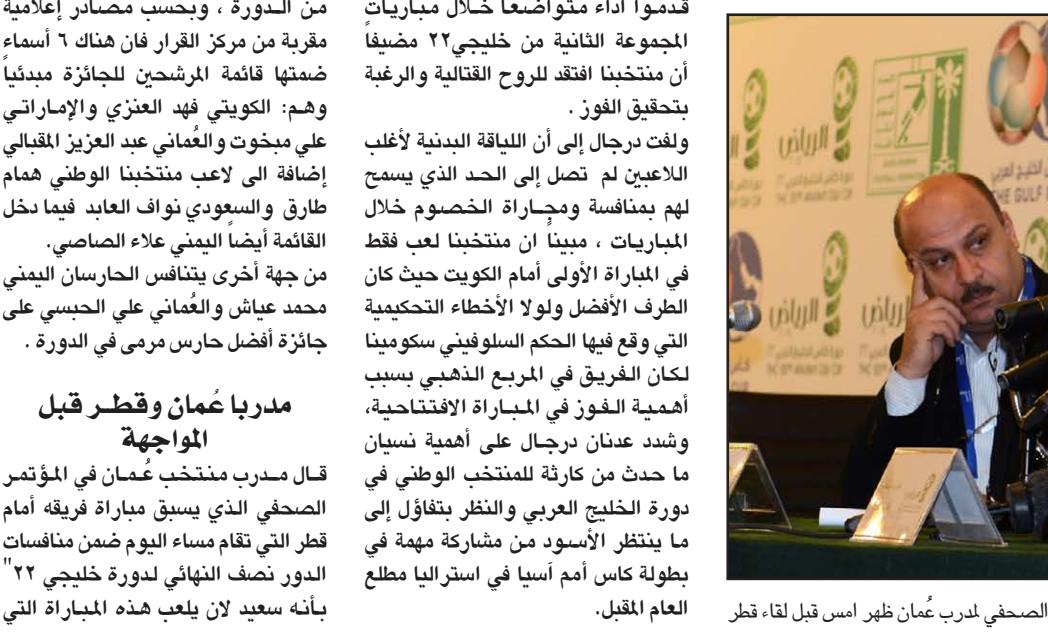 قدموا أداء متواضعاً خلال مباريات
المجموعة الثانية من خليجي٢٢ مضيفاً
أن منتخبنا افتقد للروح القتالية والرغبة
بتحقيق الفوز .
ولفت درجال إلى أن اللياقة البدنية لأغلب
اللاعبين لم تصل إلى الحد الذي يسمح
لهم بمنافسة ومجاراة الخصوم خلال
المباريات ، مبيناً ان منتخبنا لعب فقط
في المباراة الأولى أمام الكويت حيث كان
الطرف الأفضل ولولا الأخطاء التحكيمية
التي وقع فيها الحكم السلوفيني سكومينا
لكان الفريق في المربع الذهبي بسبب
أهمية الفوز في المباراة الافتتاحية،
وشدد عدنان درجال على أهمية نسيان
ما حدث من كارثة للمنتخب الوطني في
دورة الخليج العربي والنظر بتفاؤل إلى
ما ينتظر الأسود من مشاركة مهمة في
بطولة كاس أمم آسيا في استراليا مطلع
العام المقبل.
من الدورة ، وبحسب مصادر إعلامية
مقربة من مركز القرار فان هناك ٦ أسماء
ضمتها قائمة المرشحين للجائزة مبدئياً
وهم: الكويتي فهد العنزي والإماراتي
علي مبخوت والعُماني عبد العزيز المقبالي
إضافة الى لاعب منتخبنا الوطني همام
طارق والسعودي نواف العابد فيما دخل
القائمة أيضاً اليمني علاء الصاصي.
من جهة أخرى يتنافس الحارسان اليمني
محمد عياش والعُماني علي الحبسي على
جائزة أفضل حارس مرمى في الدورة .
مدربا عُمان وقطر قبل
المواجهة
قال مدرب منتخب عُمان في المؤتمر
الصحفي الذي يسبق مباراة فريقه أمام
قطر التي تقام مساء اليوم ضمن منافسات
الدور نصف النهائي لدورة خليجي ٢٢"
بأنه سعيد لان يلعب هذه المباراة التي
الرياض
الرياض
THE GULF
الصحفي لمدرب عُمان ظهر امس قبل لقاء قطر